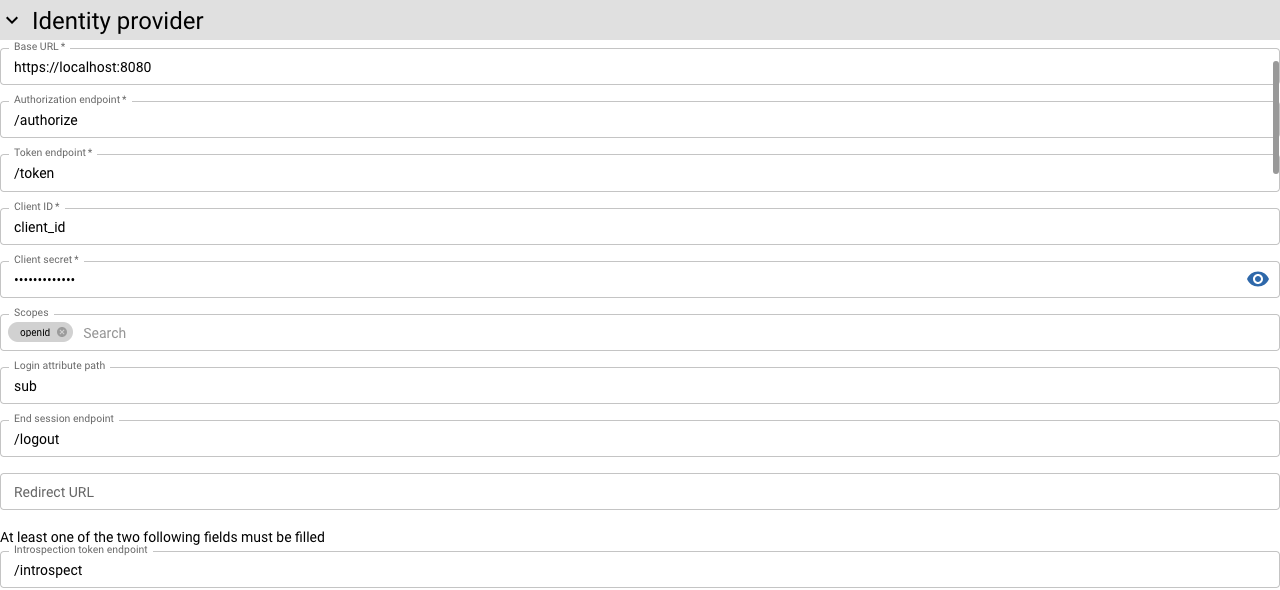 Identity provider
Base URL *
https://localhost:8080
Authorization endpoint *
/authorize
Token endpoint *
/token
Client ID *
client_id
Client secret *
•••••••••••••
Scopes
openid Search
Login attribute path
sub
End session endpoint
/logout
Redirect URL
At least one of the two following fields must be filled
Introspection token endpoint
/introspect